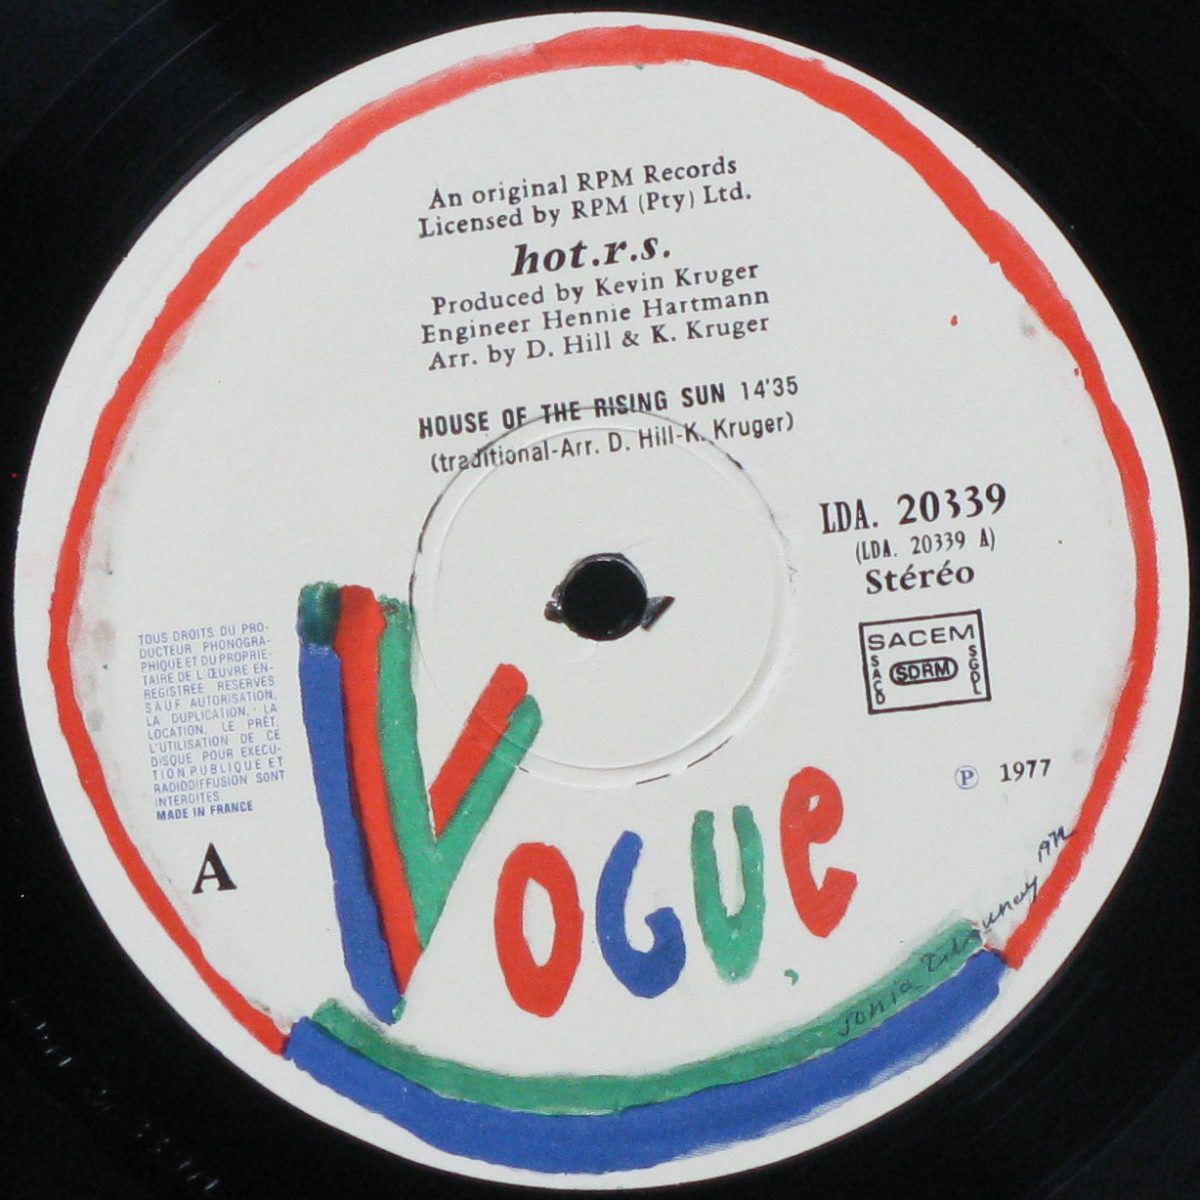 An original RPM Records
Licensed by RPM (Pty) Ltd.
hot.r.s.
Produced by Kevin Kruger
Engineer Hennie Hartmann
Arr. by D. Hill & K. Kruger
HOUSE OF THE RISING SUN 14'35
(traditional-Arr. D. Hill-K. Kruger)
LDA. 20339
(LDA. 20339 A)
Stéréo
SACEM
SACD
SDRM
SGDL
℗ 1977
TOUS DROITS DU PRO-
DUCTEUR PHONOGRA-
PHIQUE ET DU PROPRIE-
TAIRE DE L'ŒUVRE EN-
REGISTRÉE RESERVES
SAUF AUTORISATION,
LA DUPLICATION, LA
LOCATION, LE PRÊT,
L'UTILISATION DE CE
DISQUE POUR EXECU-
TION PUBLIQUE ET
RADIODIFFUSION SONT
INTERDITES.
MADE IN FRANCE
A
VOGUe
sonia Delaunay 1972